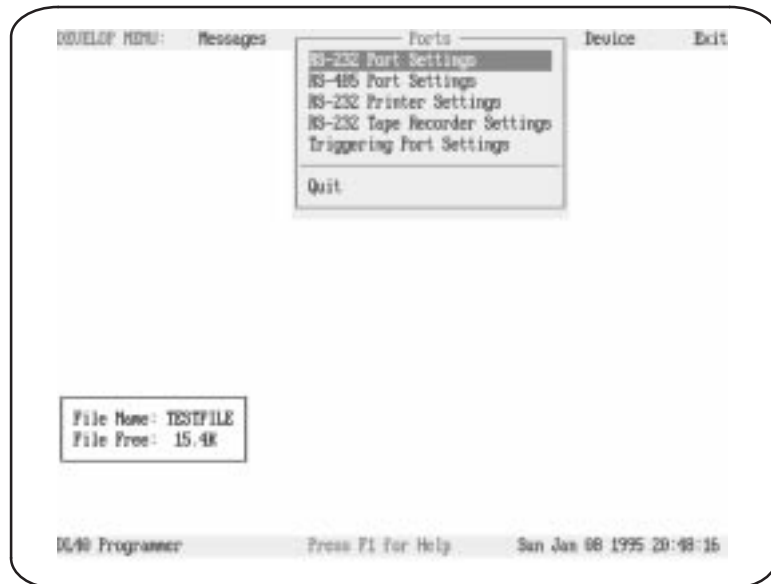 DEVELOP MENU: Messages Ports Device Exit
RS-232 Port Settings
RS-485 Port Settings
RS-232 Printer Settings
RS-232 Tape Recorder Settings
Triggering Port Settings
Quit
File Name: TESTFILE
File Free: 15.4K
DL40 Programmer Press F1 for Help Sun Jan 08 1995 20:48:16